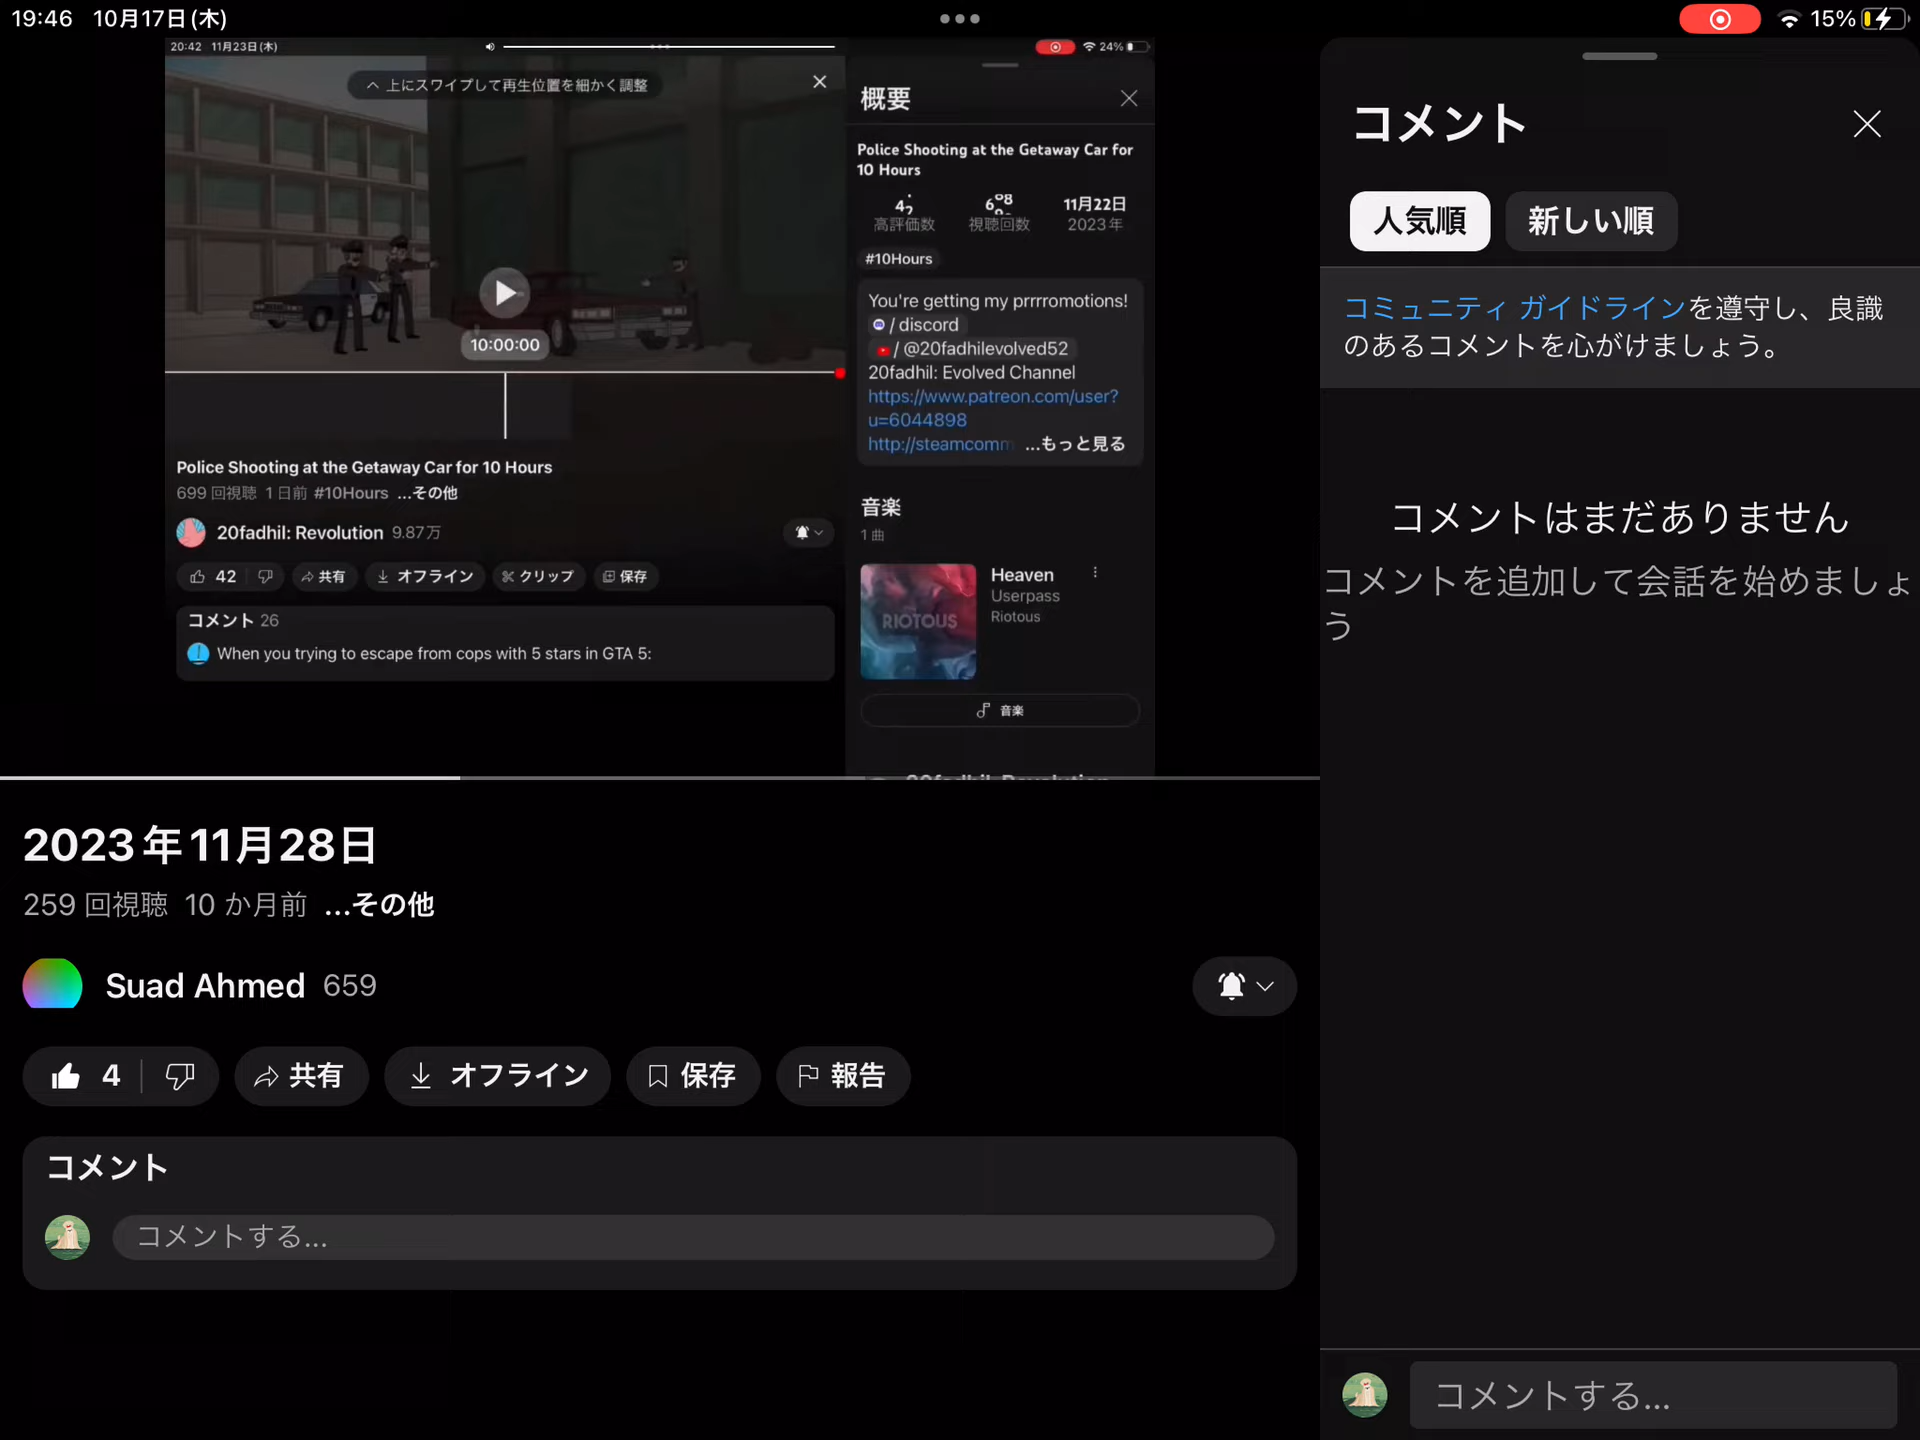 19:46 10月17日(木)
15%
20:42 11月23日(木)
24%
上にスワイプして再生位置を細かく調整
10:00:00
Police Shooting at the Getaway Car for 10 Hours
699 回視聴 1 日前 #10Hours ...その他
20fadhil: Revolution 9.87万
42 共有 オフライン クリップ 保存
コメント 26
When you trying to escape from cops with 5 stars in GTA 5:
概要
Police Shooting at the Getaway Car for
10 Hours
11月22日
高評価数 視聴回数 2023年
#10Hours
You're getting my prrrromotions!
/ discord
/ @20fadhilevolved52
20fadhil: Evolved Channel
https://www.patreon.com/user?
u=6044898
http://steamcomm ...もっと見る
音楽
1 曲
RIOTOUS
Heaven
Userpass
Riotous
音楽
20fadhil: Revolution
2023年11月28日
259 回視聴 10 か月前 ...その他
Suad Ahmed 659
4 共有 オフライン 保存 報告
コメント
コメントする...
コメント
人気順 新しい順
コミュニティ ガイドラインを遵守し、良識
のあるコメントを心がけましょう。
コメントはまだありません
コメントを追加して会話を始めましょ
う
コメントする...